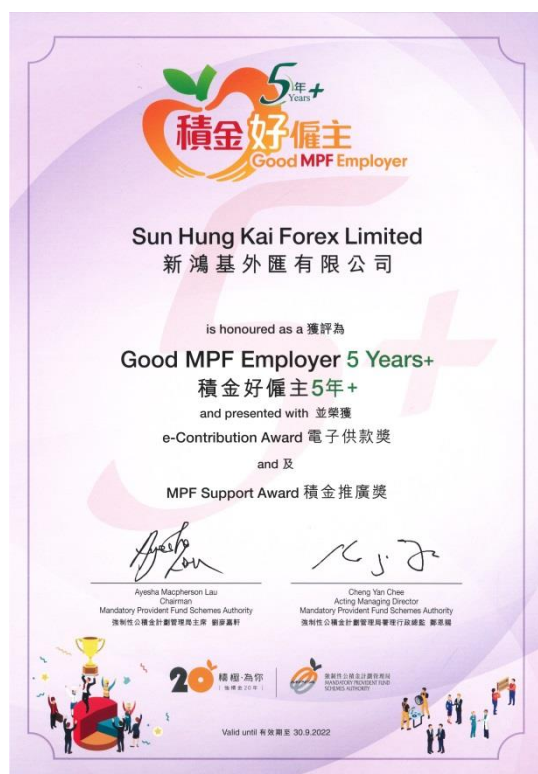 5年+
Years
積金好僱主
Good MPF Employer
Sun Hung Kai Forex Limited
新鴻基外匯有限公司
is honoured as a 獲評為
Good MPF Employer 5 Years+
積金好僱主5年+
and presented with 並榮獲
e-Contribution Award 電子供款獎
and 及
MPF Support Award 積金推廣獎
Ayesha Macpherson Lau
Chairman
Mandatory Provident Fund Schemes Authority
強制性公積金計劃管理局主席 劉麥嘉軒
Cheng Yan Chee
Acting Managing Director
Mandatory Provident Fund Schemes Authority
強制性公積金計劃管理局署理行政總監 鄭恩賜
20 積極·為你
強制性公積金計劃管理局
MANDATORY PROVIDENT FUND
SCHEMES AUTHORITY
Valid until 有效期至 30.9.2022